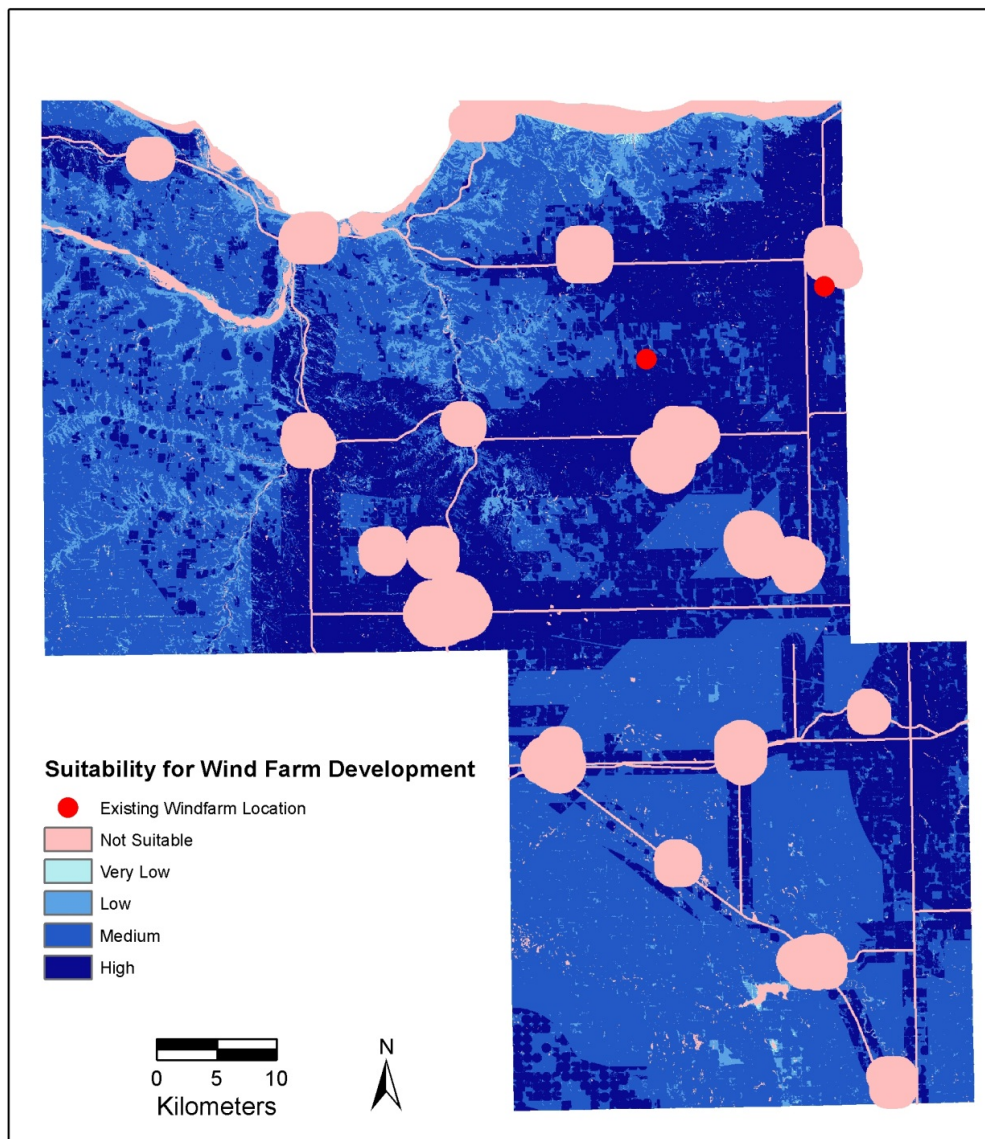 Suitability for Wind Farm Development
Existing Windfarm Location
Not Suitable
Very Low
Low
Medium
High
0 5 10
Kilometers
N